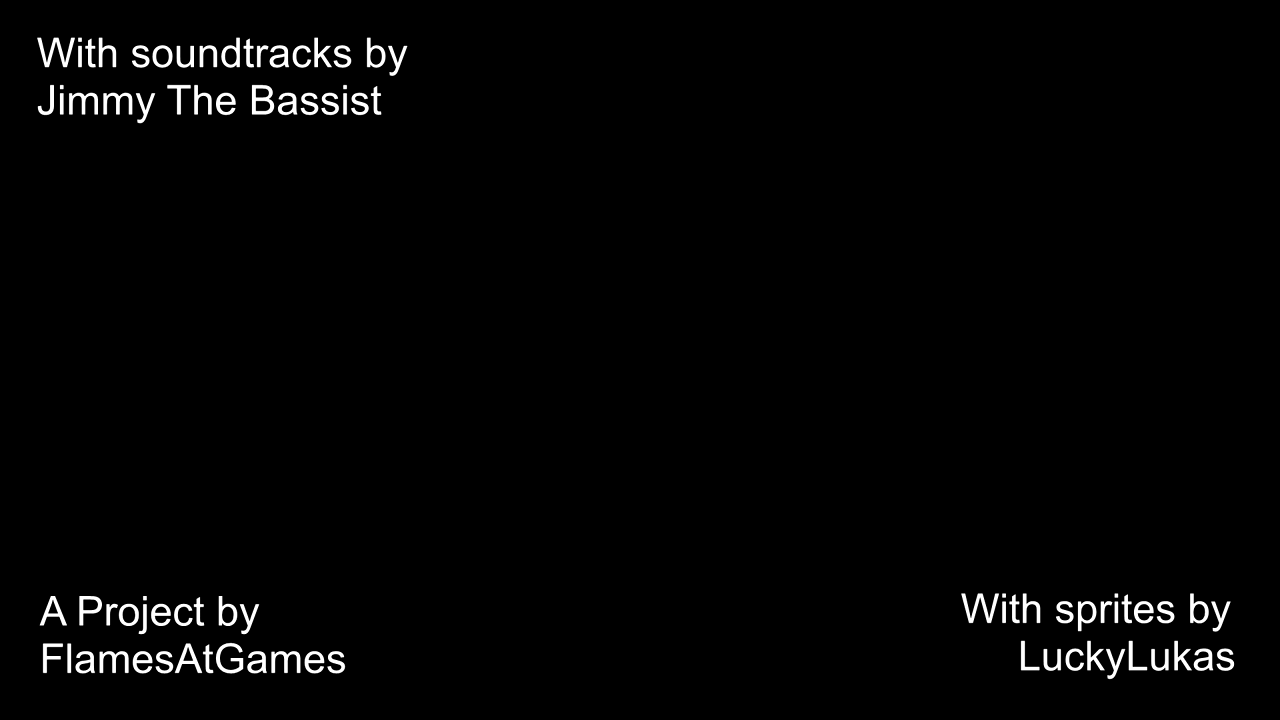 With soundtracks by
Jimmy The Bassist
A Project by
FlamesAtGames
With sprites by
LuckyLukas